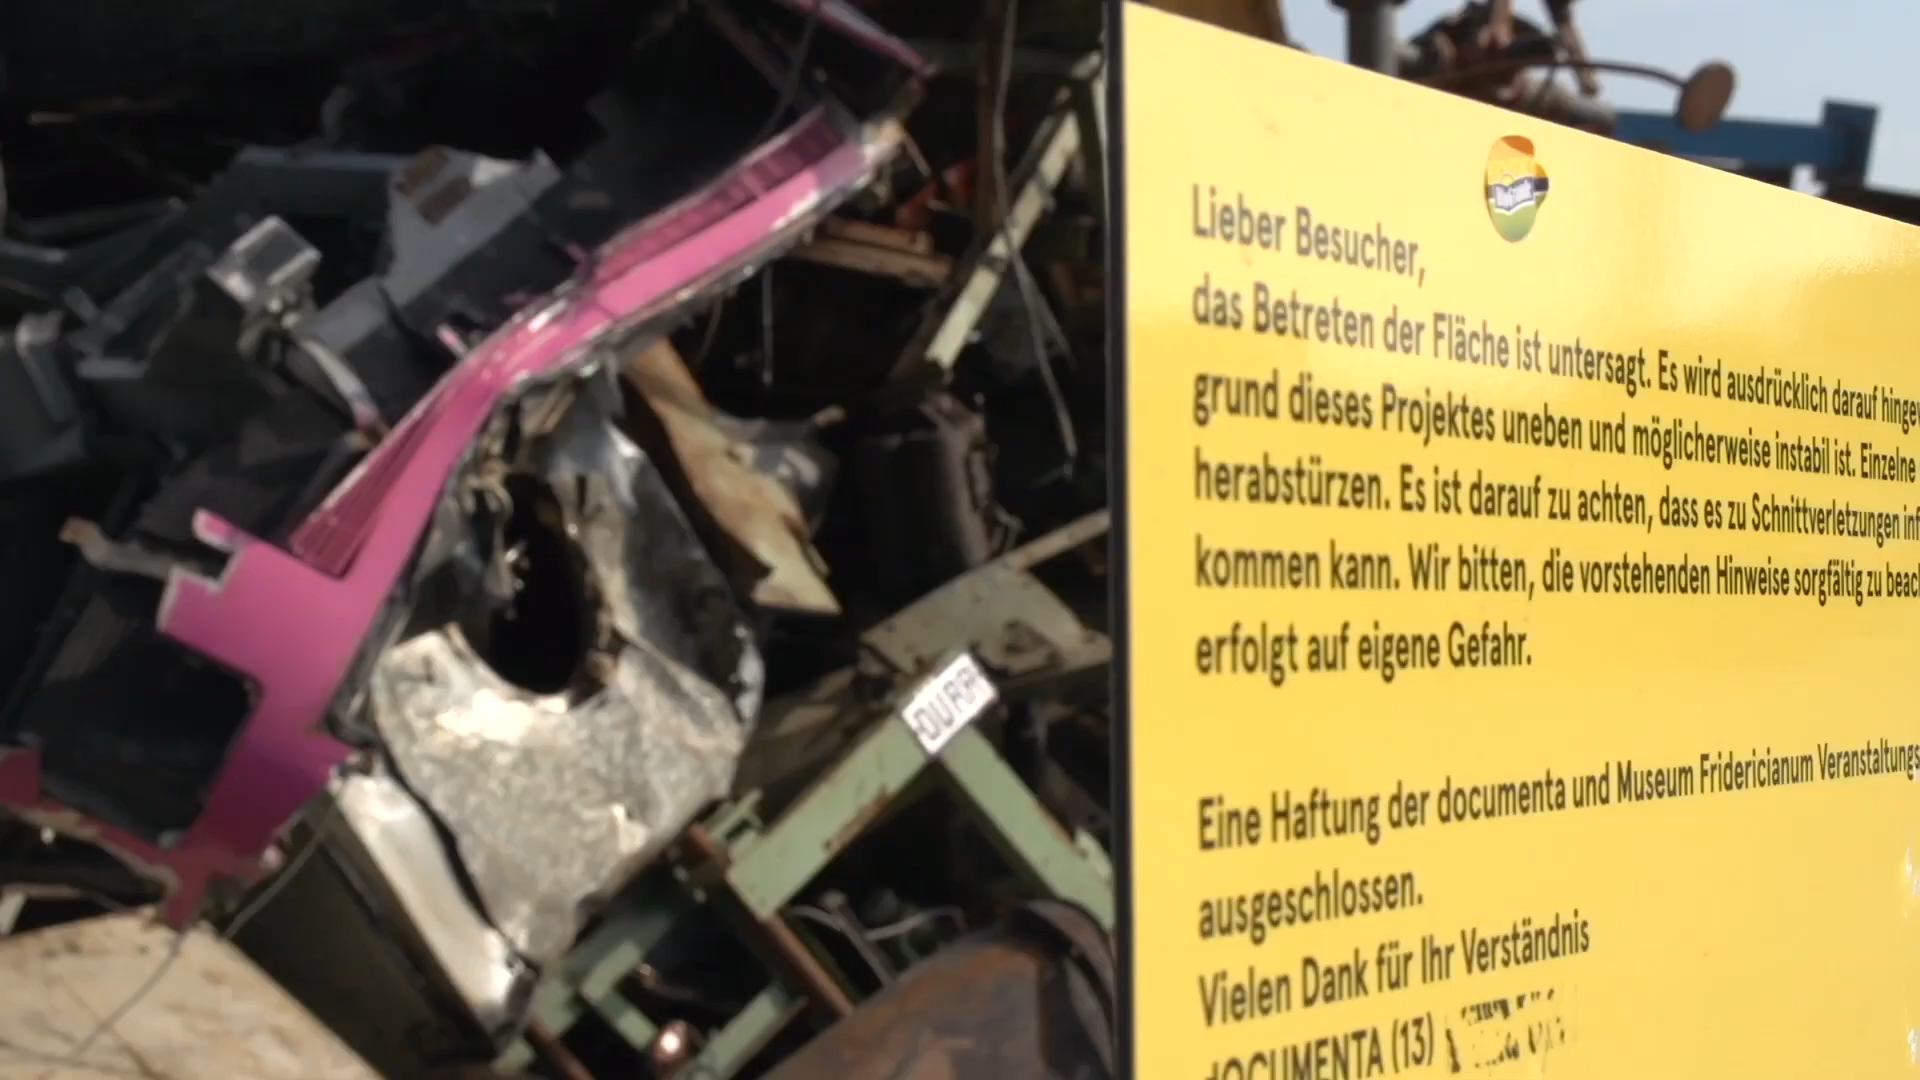 Lieber Besucher,
das Betreten der Fläche ist untersagt. Es wird ausdrücklich darauf
grund dieses Projektes uneben und möglicherweise instabil ist. Einzelne
herabstürzen. Es ist darauf zu achten, dass es zu Schnittverletzungen
kommen kann. Wir bitten, die vorstehenden Hinweise sorgfältig zu
erfolgt auf eigene Gefahr.
Eine Haftung der documenta und Museum Fridericianum Veranstaltungs
ausgeschlossen.
Vielen Dank für Ihr Verständnis
dOCUMENTA (13)